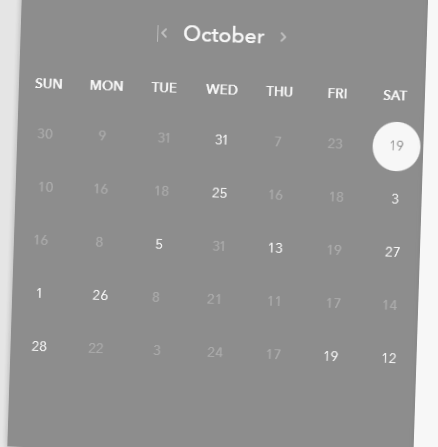 |< October >
SUN MON TUE WED THU FRI SAT
30 9 31 31 7 23 19
10 16 18 25 16 18 3
16 8 5 31 13 19 27
1 26 8 21 11 17 14
28 22 3 24 17 19 12